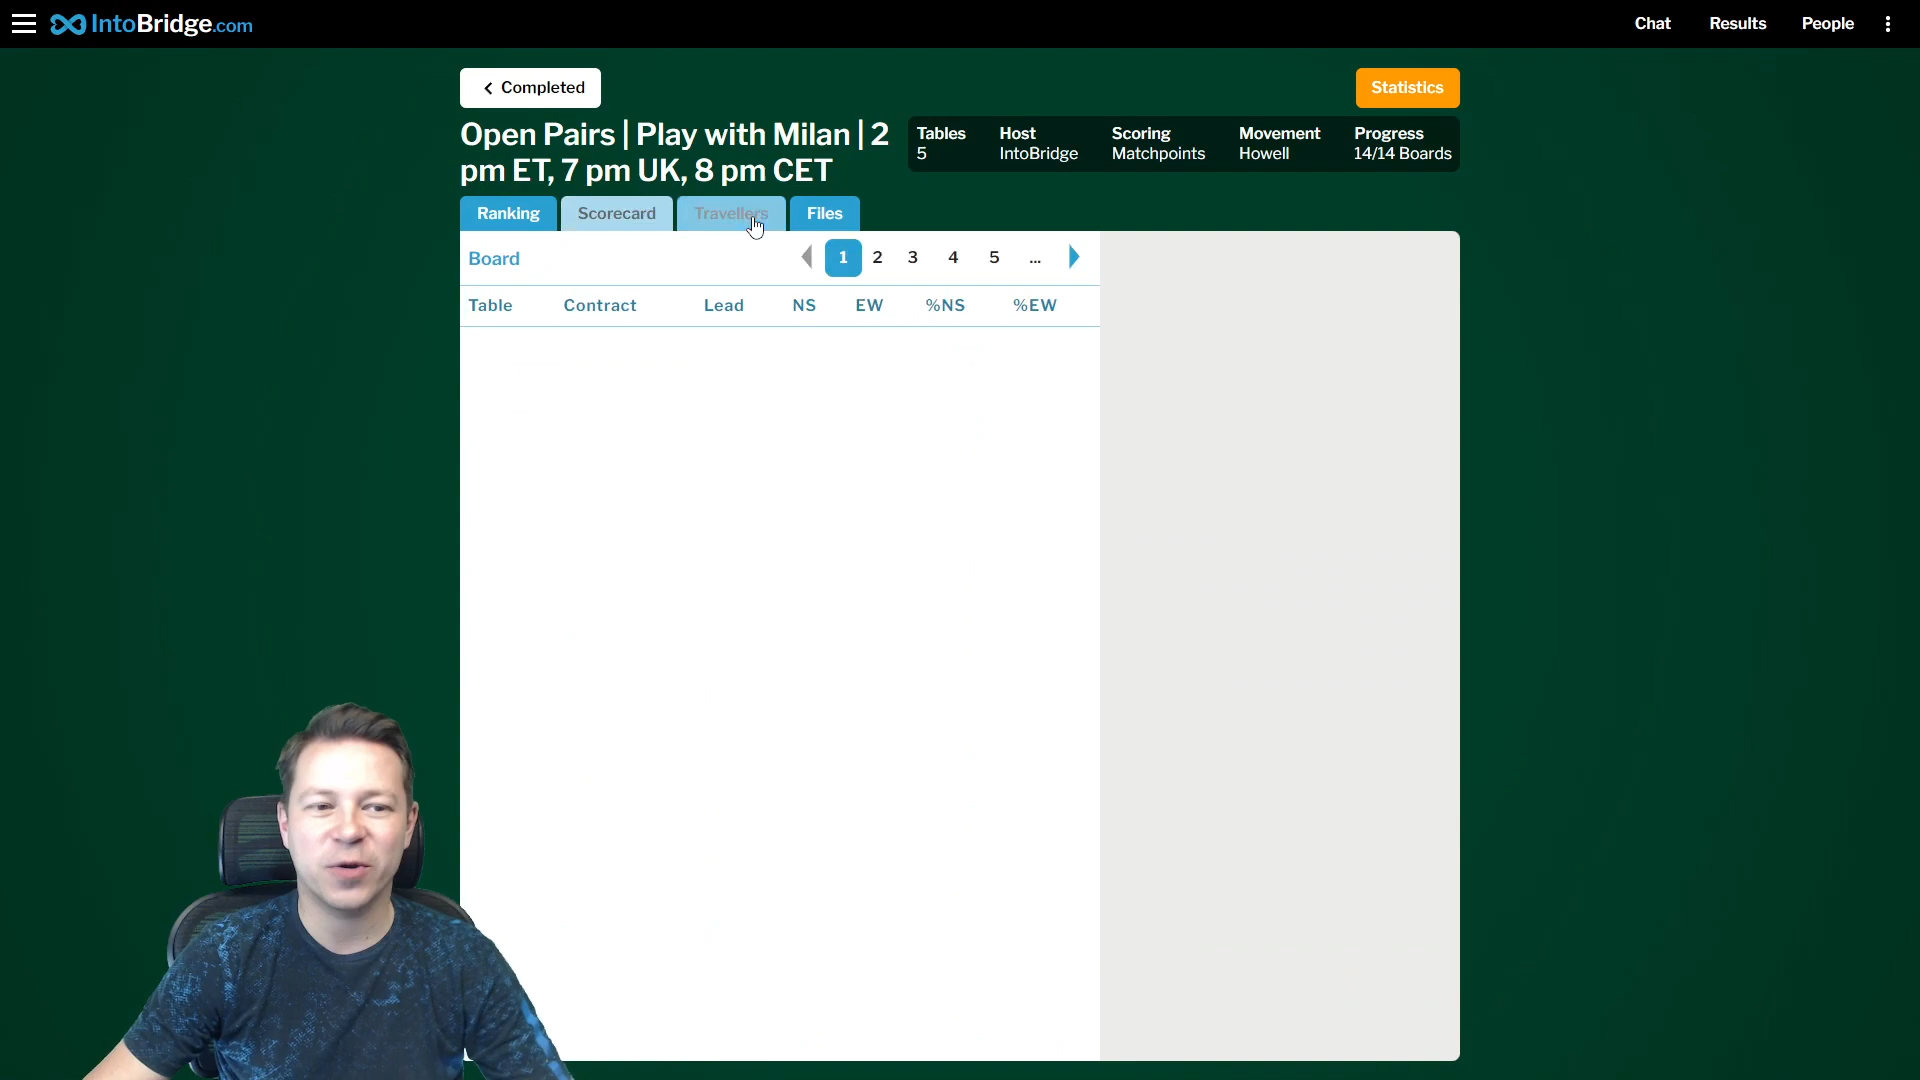 IntoBridge.com
Chat Results People
Completed
Statistics
Open Pairs | Play with Milan | 2
pm ET, 7 pm UK, 8 pm CET
Tables Host Scoring Movement Progress
5 IntoBridge Matchpoints Howell 14/14 Boards
Ranking Scorecard Travellers Files
Board 1 2 3 4 5 ...
Table Contract Lead NS EW %NS %EW